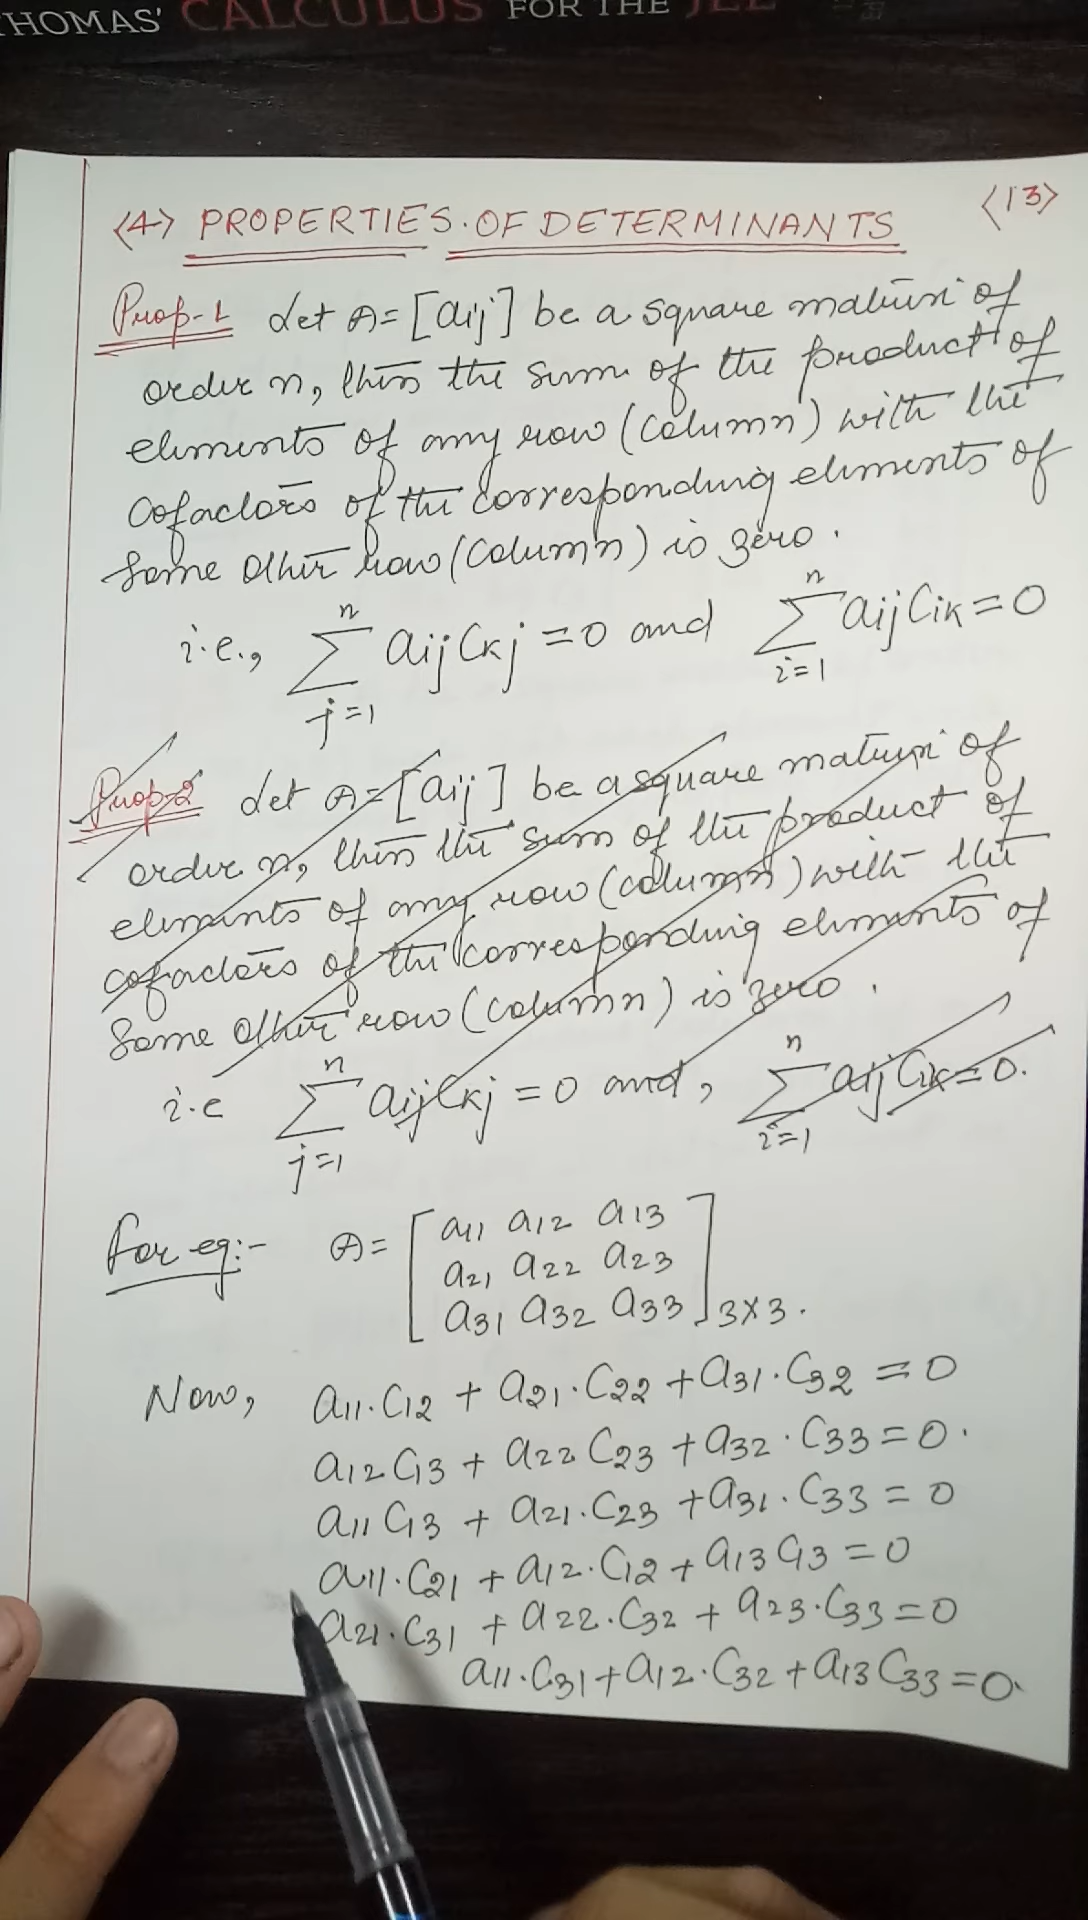 THOMAS' CALCULUS FOR THE JEE
<4> PROPERTIES OF DETERMINANTS <13>
Prop-1 Let A = [aij] be a square matrix of
order n, then the sum of the product of
elements of any row (column) with the
cofactors of the corresponding elements of
some other row (column) is zero.
i.e., n∑j=1 aij Ckj = 0 and n∑i=1 aij Cik = 0
Prop-2 Let A = [aij] be a square matrix of
order n, then the sum of the product of
elements of any row (column) with the
cofactors of the corresponding elements of
some other row (column) is zero.
i.e n∑j=1 aij Ckj = 0 and, n∑i=1 aij Cik = 0.
For eg:- A = [a11 a12 a13
a21 a22 a23
a31 a32 a33] 3x3.
Now, a11.C12 + a21.C22 + a31.C32 = 0
a12 C13 + a22 C23 + a32.C33 = 0.
a11 C13 + a21.C23 + a31.C33 = 0
a11.C21 + a12.C12 + a13 C13 = 0
a21.C31 + a22.C32 + a23.C33 = 0
a11.C31 + a12.C32 + a13 C33 = 0.